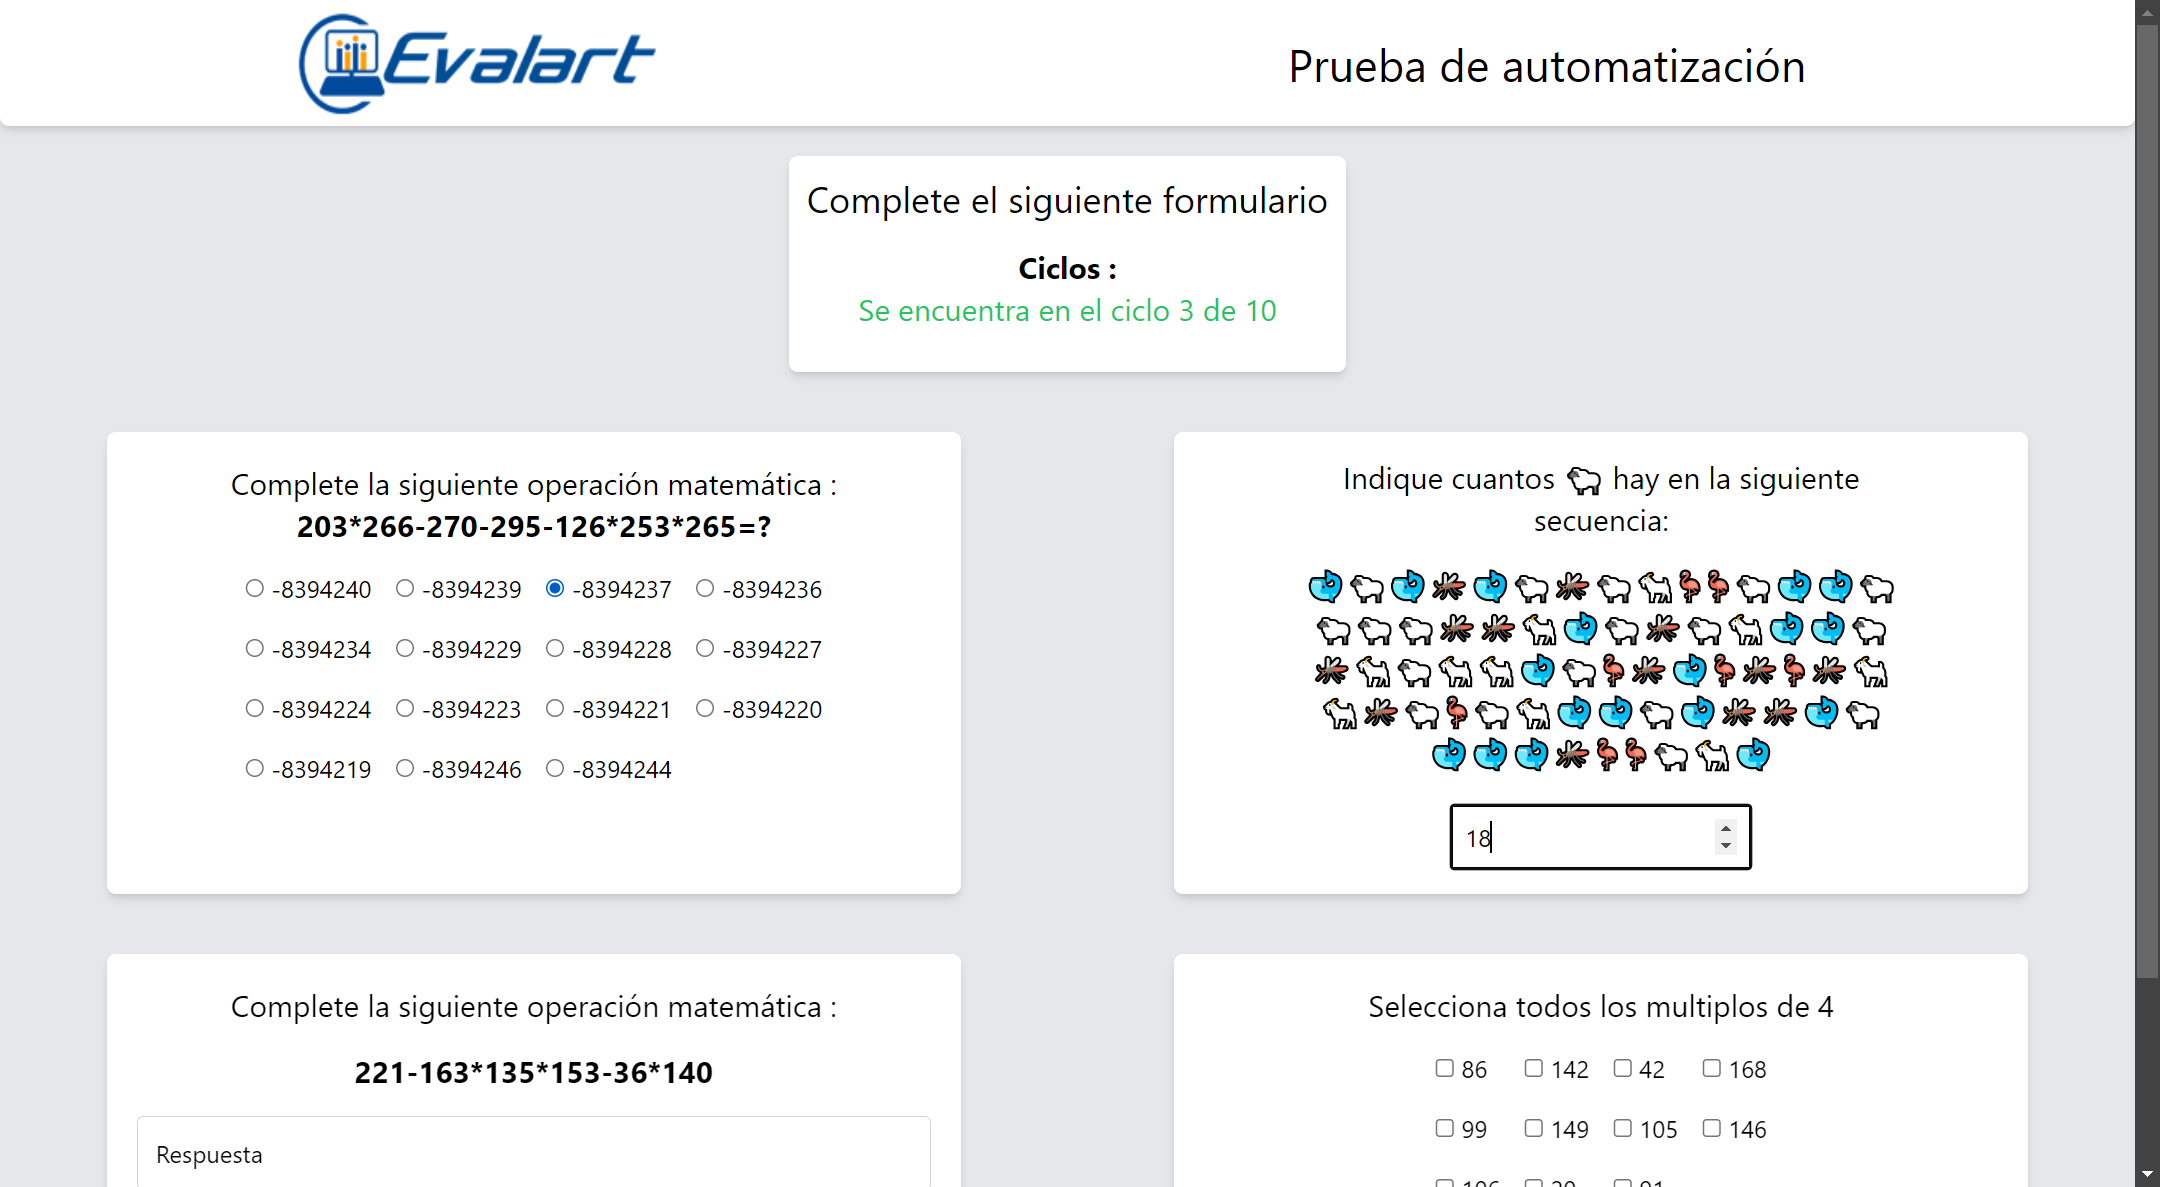 Evalart
Prueba de automatización
Complete el siguiente formulario
Ciclos :
Se encuentra en el ciclo 3 de 10
Complete la siguiente operación matemática :
203*266-270-295-126*253*265=?
-8394240 -8394239 -8394237 -8394236
-8394234 -8394229 -8394228 -8394227
-8394224 -8394223 -8394221 -8394220
-8394219 -8394246 -8394244
Indique cuantos 🐑 hay en la siguiente
secuencia:
18
Complete la siguiente operación matemática :
221-163*135*153-36*140
Respuesta
Selecciona todos los multiplos de 4
86 142 42 168
99 149 105 146